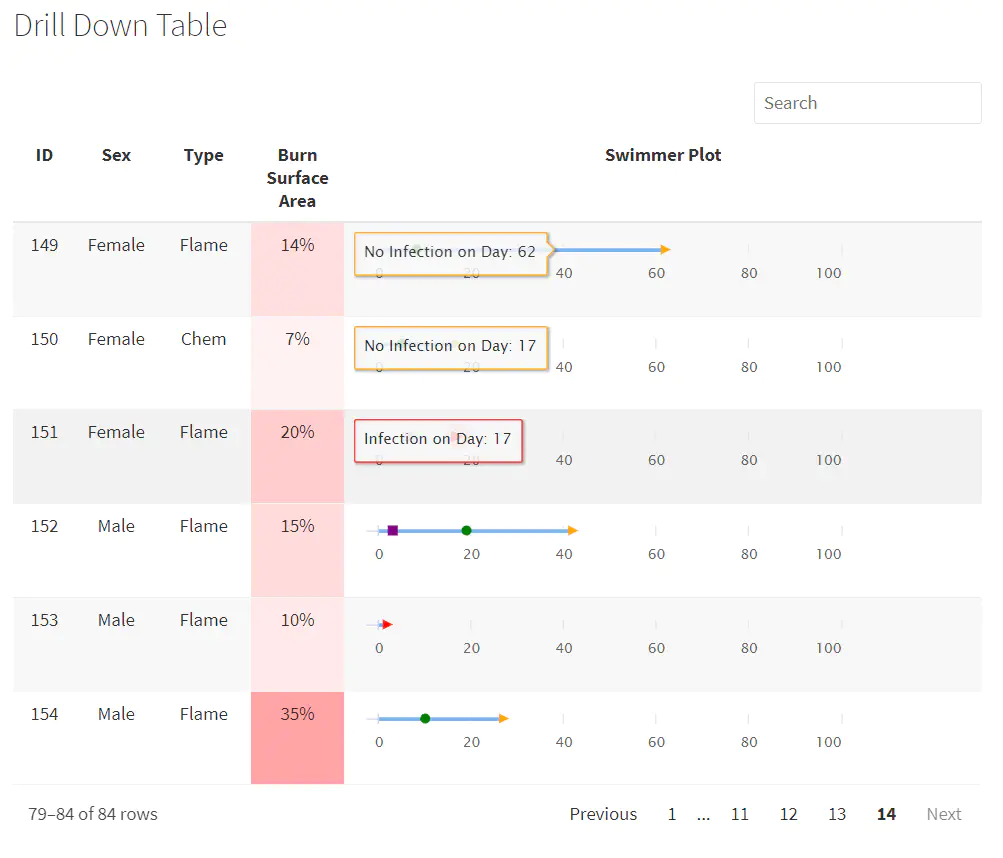 Drill Down Table
Search
ID Sex Type Burn Surface Area Swimmer Plot
149 Female Flame 14% No Infection on Day: 62
0 20 40 60 80 100
150 Female Chem 7% No Infection on Day: 17
0 20 40 60 80 100
151 Female Flame 20% Infection on Day: 17
0 20 40 60 80 100
152 Male Flame 15%
0 20 40 60 80 100
153 Male Flame 10%
0 20 40 60 80 100
154 Male Flame 35%
0 20 40 60 80 100
79–84 of 84 rows Previous 1 ... 11 12 13 14 Next